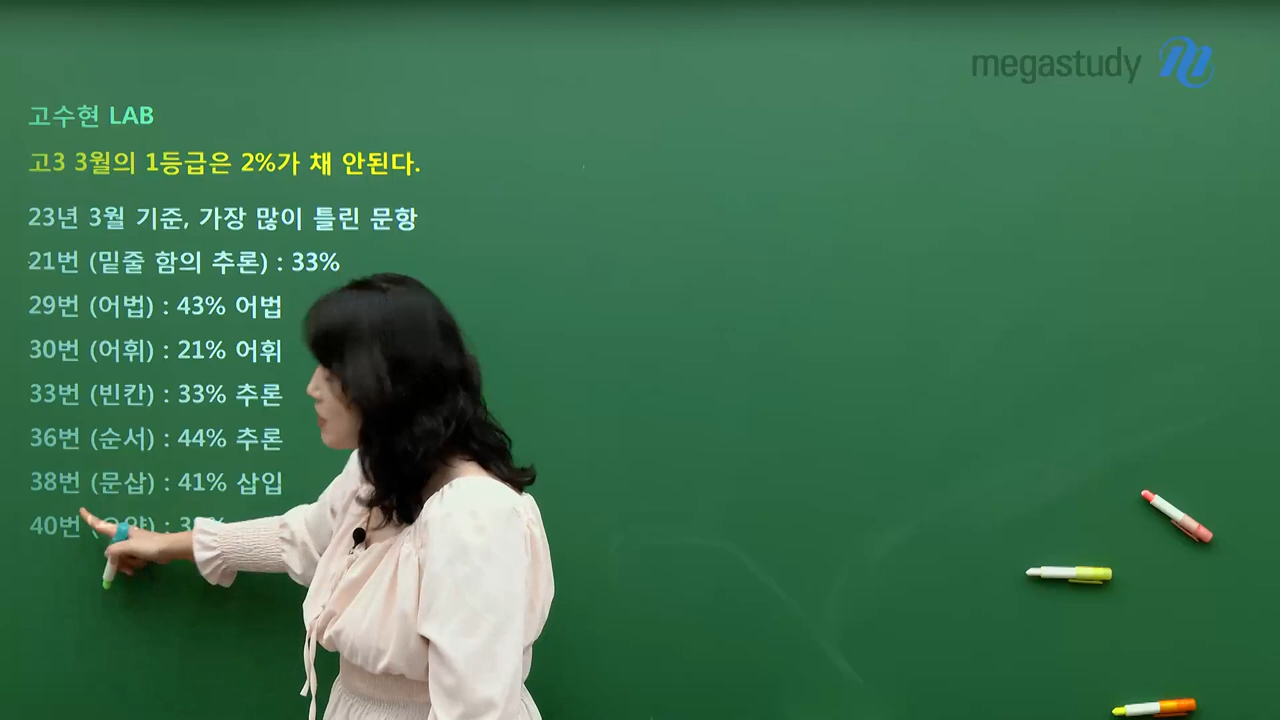 megastudy
고수현 LAB
고3 3월의 1등급은 2%가 채 안된다.
23년 3월 기준, 가장 많이 틀린 문항
21번 (밑줄 함의 추론) : 33%
29번 (어법) : 43% 어법
30번 (어휘) : 21% 어휘
33번 (빈칸) : 33% 추론
36번 (순서) : 44% 추론
38번 (문삽) : 41% 삽입
40번